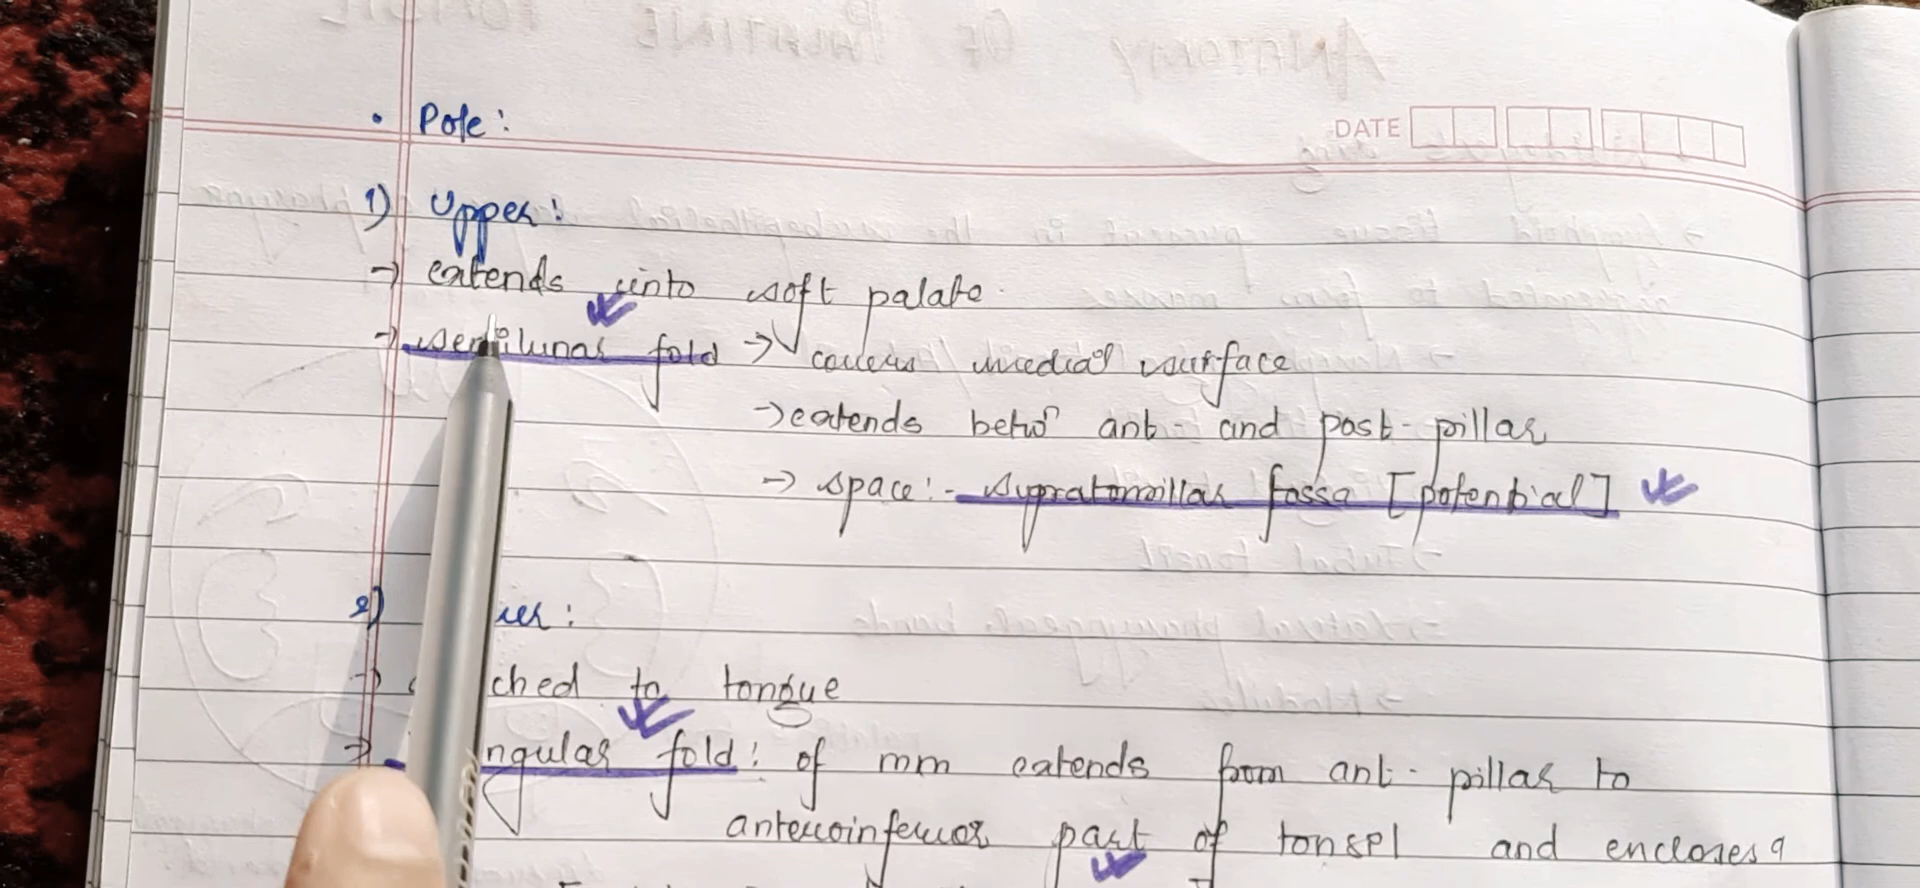 • Pole:
DATE
1) Upper:
→ extends into soft palate.
→ semilunar fold → covers medial surface
→ extends betwn ant. and post. pillar
→ space:- supratonsillar fossa [potential]
2)
→ ched to tongue
→ ngular fold: of mm extends from ant. pillar to
anteroinferior part of tonsil and encloses a